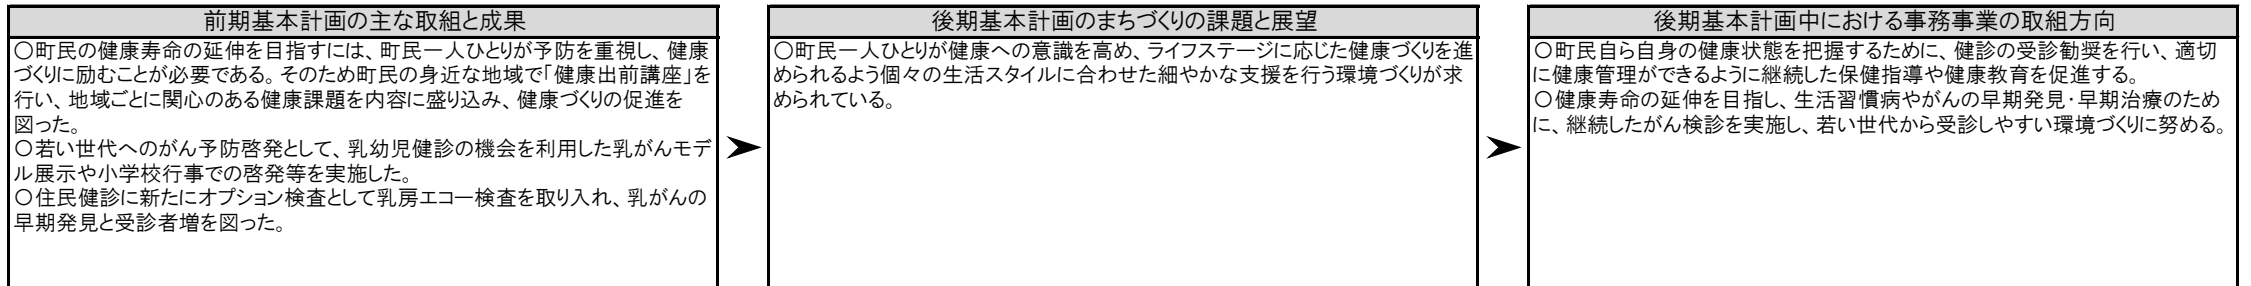 前期基本計画の主な取組と成果
〇町民の健康寿命の延伸を目指すには、町民一人ひとりが予防を重視し、健康
づくりに励むことが必要である。そのため町民の身近な地域で「健康出前講座」を
行い、地域ごとに関心のある健康課題を内容に盛り込み、健康づくりの促進を
図った。
〇若い世代へのがん予防啓発として、乳幼児健診の機会を利用した乳がんモデ
ル展示や小学校行事での啓発等を実施した。
〇住民健診に新たにオプション検査として乳房エコー検査を取り入れ、乳がんの
早期発見と受診者増を図った。
後期基本計画のまちづくりの課題と展望
〇町民一人ひとりが健康への意識を高め、ライフステージに応じた健康づくりを進
められるよう個々の生活スタイルに合わせた細やかな支援を行う環境づくりが求
められている。
後期基本計画中における事務事業の取組方向
〇町民自ら自身の健康状態を把握するために、健診の受診勧奨を行い、適切
に健康管理ができるように継続した保健指導や健康教育を促進する。
〇健康寿命の延伸を目指し、生活習慣病やがんの早期発見・早期治療のため
に、継続したがん検診を実施し、若い世代から受診しやすい環境づくりに努める。